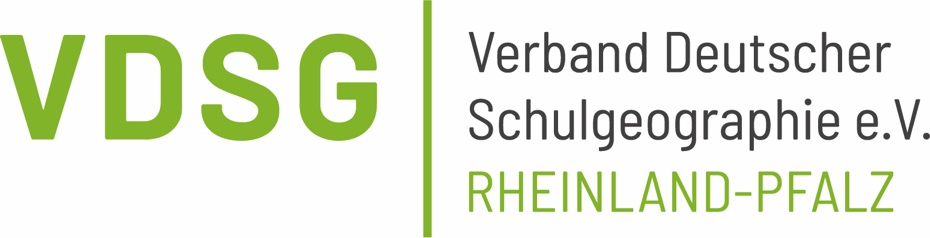 VDSG
Verband Deutscher
Schulgeographie e.V.
RHEINLAND-PFALZ